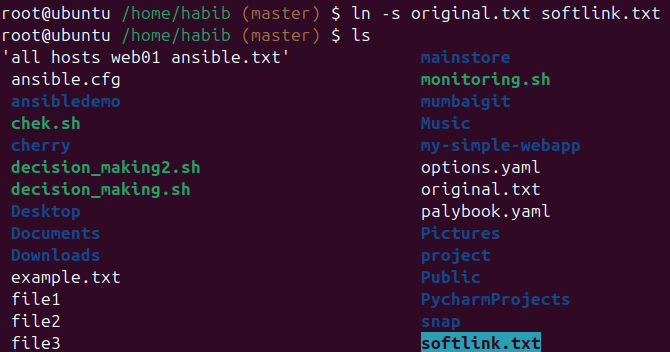 root@ubuntu /home/habib (master) $ ln -s original.txt softlink.txt
root@ubuntu /home/habib (master) $ ls
'all hosts web01 ansible.txt' mainstore
ansible.cfg monitoring.sh
ansibledemo mumbaigit
chek.sh Music
cherry my-simple-webapp
decision_making2.sh options.yaml
decision_making.sh original.txt
Desktop palybook.yaml
Documents Pictures
Downloads project
example.txt Public
file1 PycharmProjects
file2 snap
file3 softlink.txt